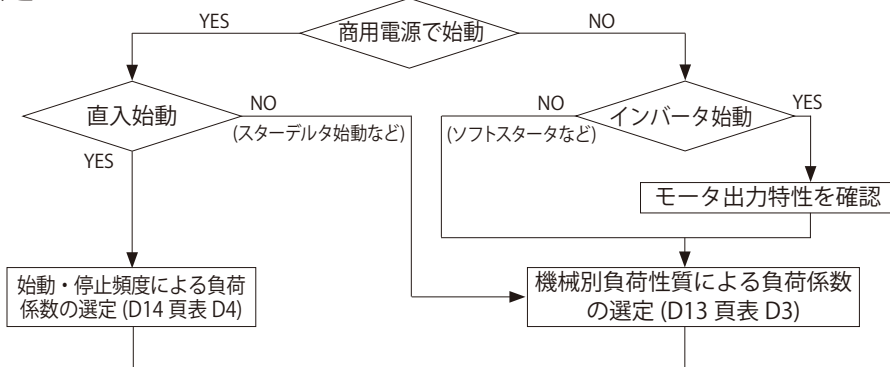 YES
商用電源で始動
NO
直入始動
NO
(スターデルタ始動など)
YES
NO
(ソフトスタータなど)
インバータ始動
YES
モータ出力特性を確認
始動・停止頻度による負荷
係数の選定 (D14 頁表 D4)
機械別負荷性質による負荷係数
の選定 (D13 頁表 D3)